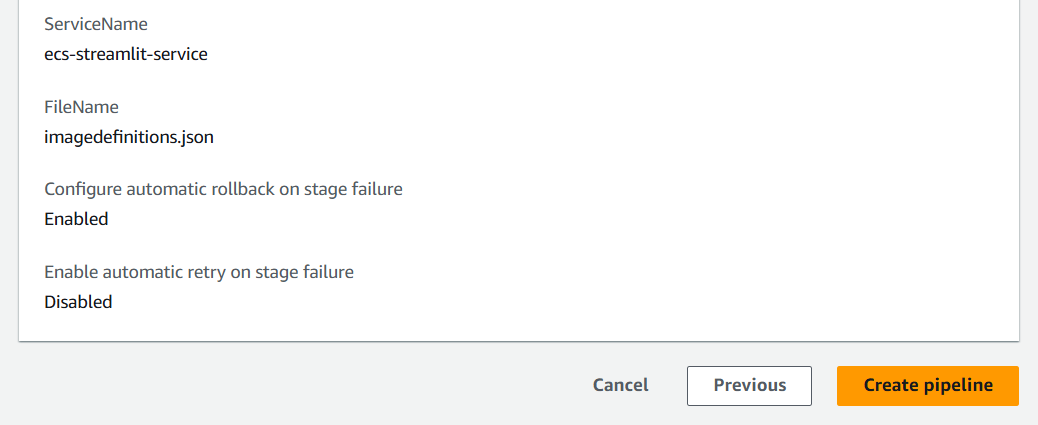 ServiceName
ecs-streamlit-service
FileName
imagedefinitions.json
Configure automatic rollback on stage failure
Enabled
Enable automatic retry on stage failure
Disabled
Cancel
Previous
Create pipeline